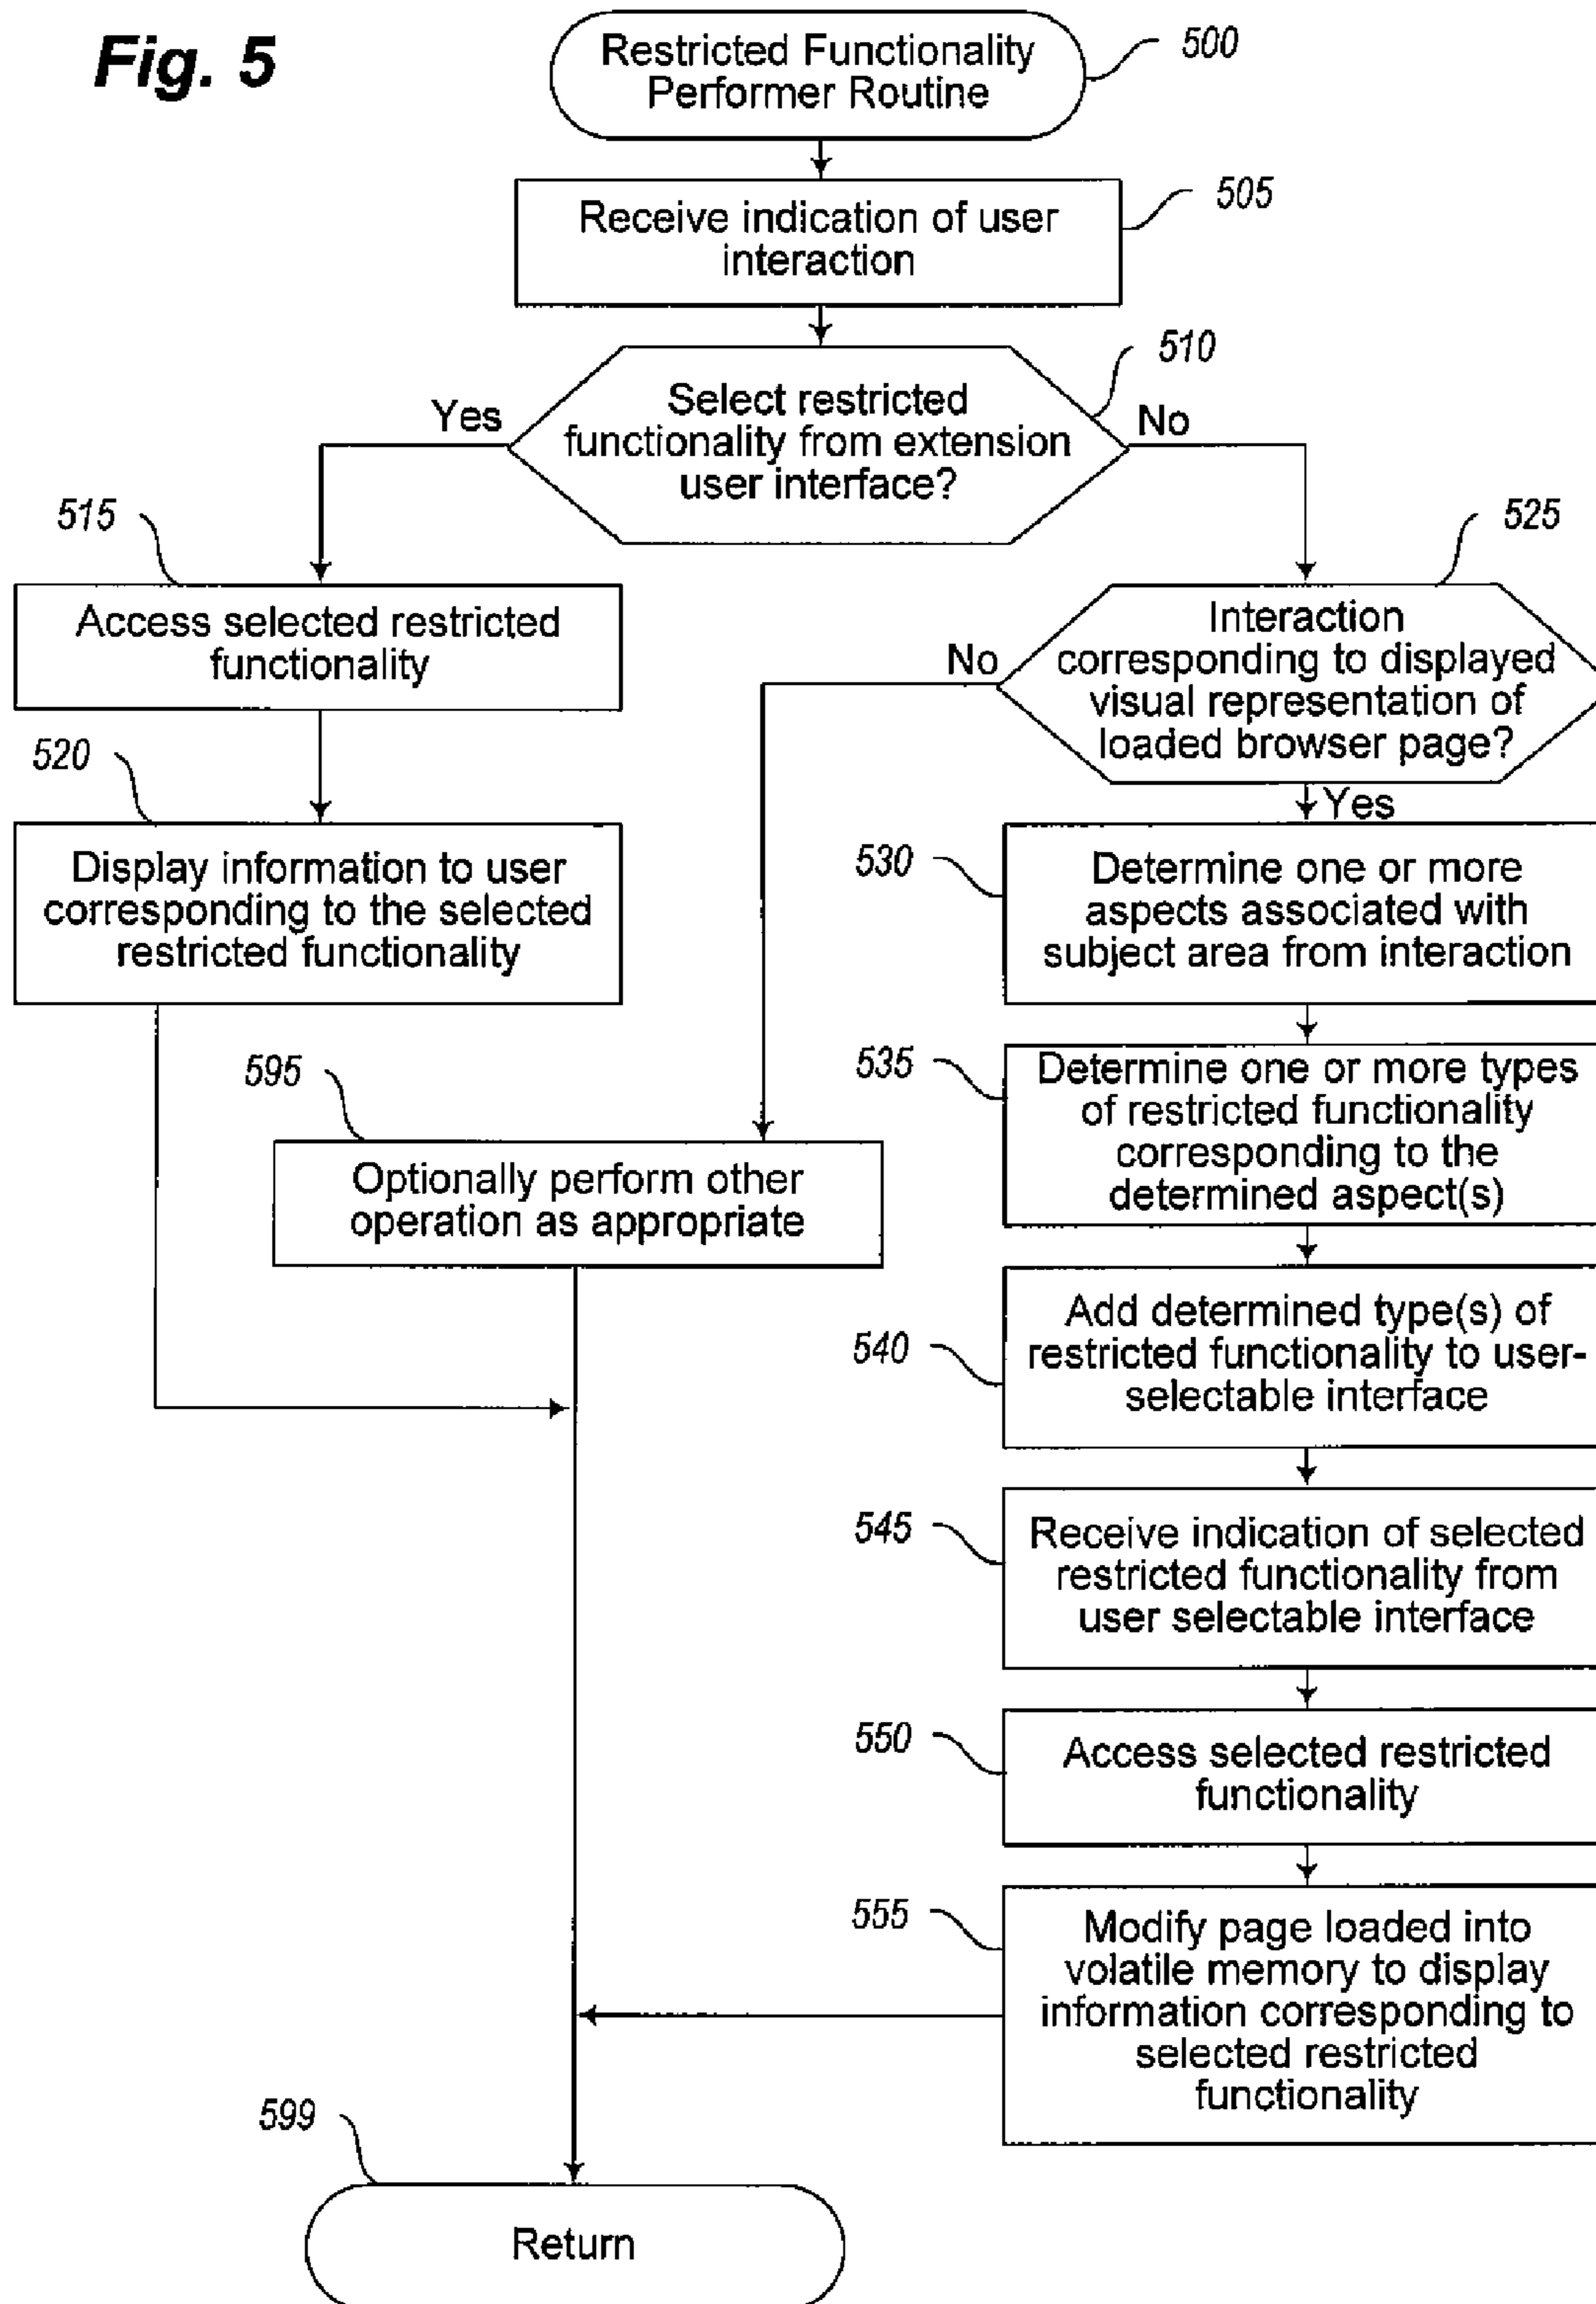 Fig. 5
Restricted Functionality
Performer Routine
500
Receive indication of user
interaction
505
Select restricted
functionality from extension
user interface?
510
Yes
No
515
Access selected restricted
functionality
525
Interaction
corresponding to displayed
visual representation of
loaded browser page?
No
Yes
520
Display information to user
corresponding to the selected
restricted functionality
530
Determine one or more
aspects associated with
subject area from interaction
535
Determine one or more types
of restricted functionality
corresponding to the
determined aspect(s)
595
Optionally perform other
operation as appropriate
540
Add determined type(s) of
restricted functionality to user-
selectable interface
545
Receive indication of selected
restricted functionality from
user selectable interface
550
Access selected restricted
functionality
555
Modify page loaded into
volatile memory to display
information corresponding to
selected restricted
functionality
599
Return